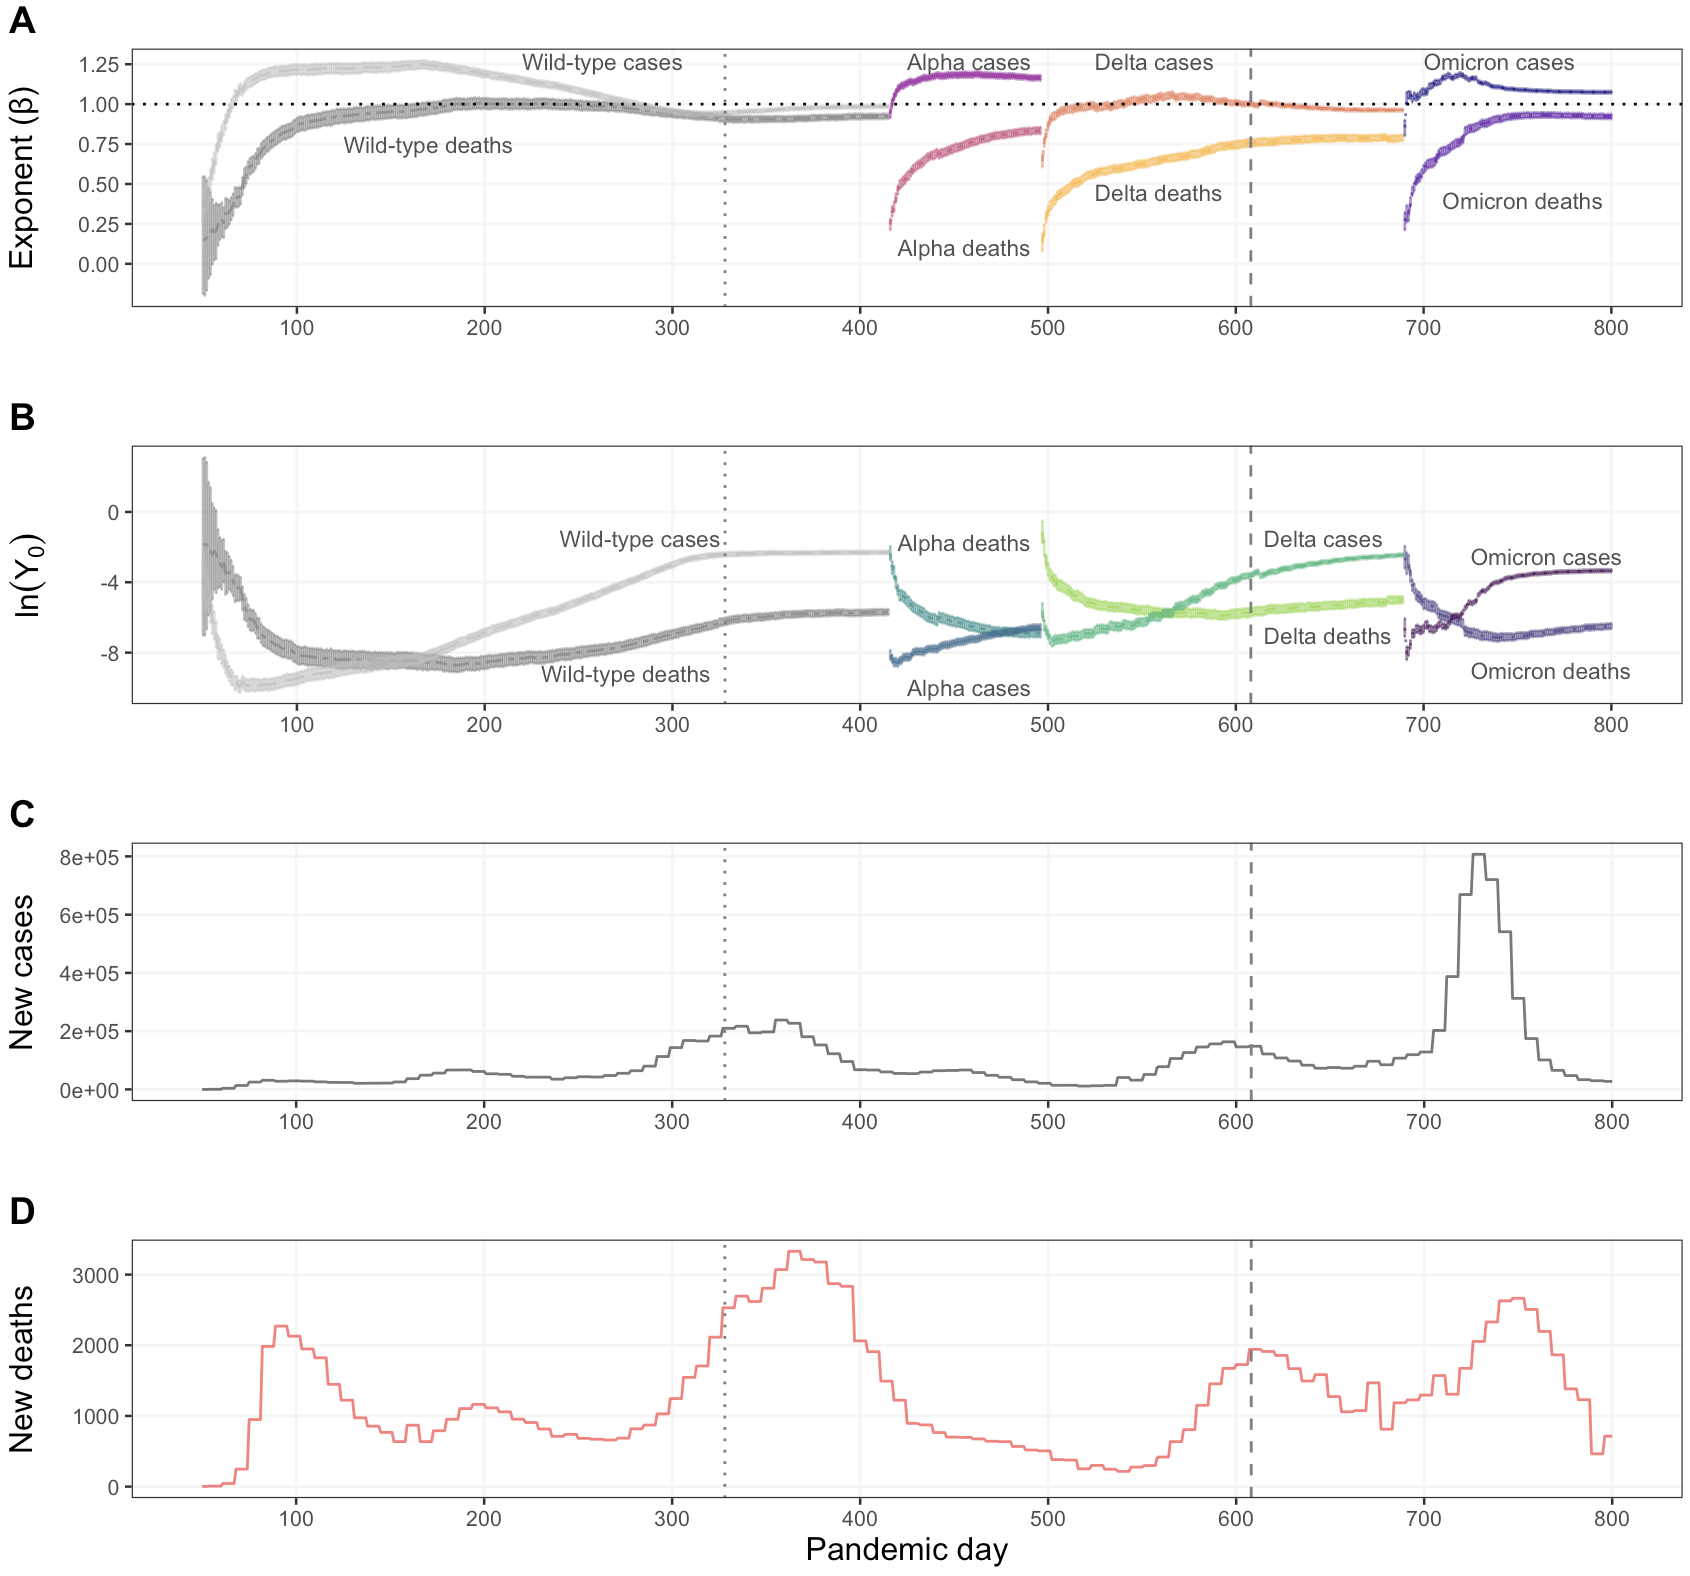 A
Exponent (β)
1.25
1.00
0.75
0.50
0.25
0.00
Wild-type cases
Alpha cases
Delta cases
Omicron cases
Wild-type deaths
Delta deaths
Omicron deaths
Alpha deaths
100 200 300 400 500 600 700 800
B
ln(Y₀)
0
-4
-8
Wild-type cases
Alpha deaths
Delta cases
Omicron cases
Delta deaths
Wild-type deaths
Omicron deaths
Alpha cases
100 200 300 400 500 600 700 800
C
New cases
8e+05
6e+05
4e+05
2e+05
0e+00
100 200 300 400 500 600 700 800
D
New deaths
3000
2000
1000
0
100 200 300 400 500 600 700 800
Pandemic day